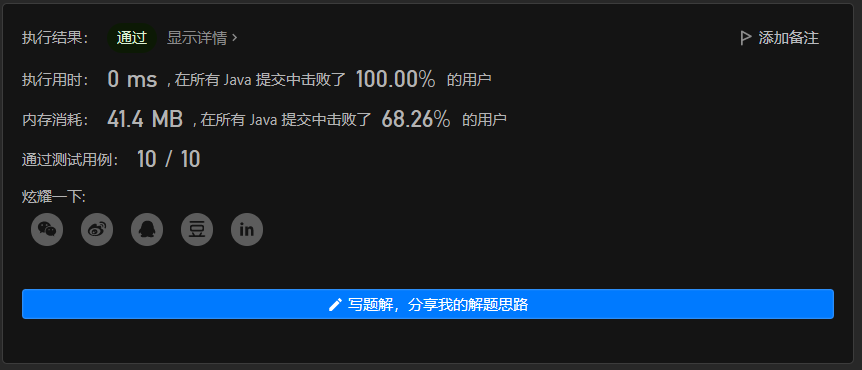 执行结果： 通过 显示详情 › 添加备注
执行用时： 0 ms , 在所有 Java 提交中击败了 100.00% 的用户
内存消耗： 41.4 MB , 在所有 Java 提交中击败了 68.26% 的用户
通过测试用例： 10 / 10
炫耀一下:
写题解，分享我的解题思路